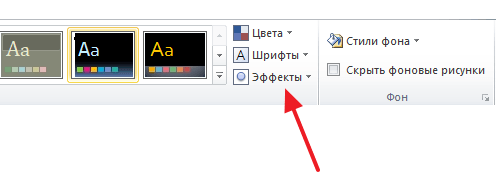 Aa Aa Aa
Цвета
Шрифты
Эффекты
Стили фона
Скрыть фоновые рисунки
Фон